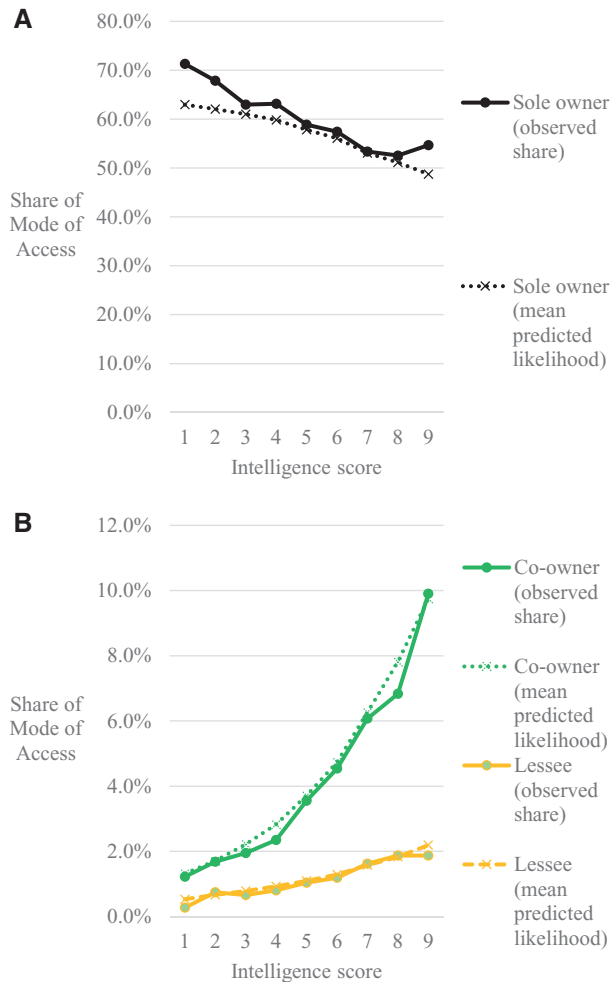 A
80.0%
70.0%
60.0%
50.0%
40.0%
30.0%
20.0%
10.0%
0.0%
Share of
Mode of
Access
1 2 3 4 5 6 7 8 9
Intelligence score
Sole owner
(observed
share)
Sole owner
(mean
predicted
likelihood)
B
12.0%
10.0%
8.0%
6.0%
4.0%
2.0%
0.0%
Share of
Mode of
Access
1 2 3 4 5 6 7 8 9
Intelligence score
Co-owner
(observed
share)
Co-owner
(mean
predicted
likelihood)
Lessee
(observed
share)
Lessee
(mean
predicted
likelihood)